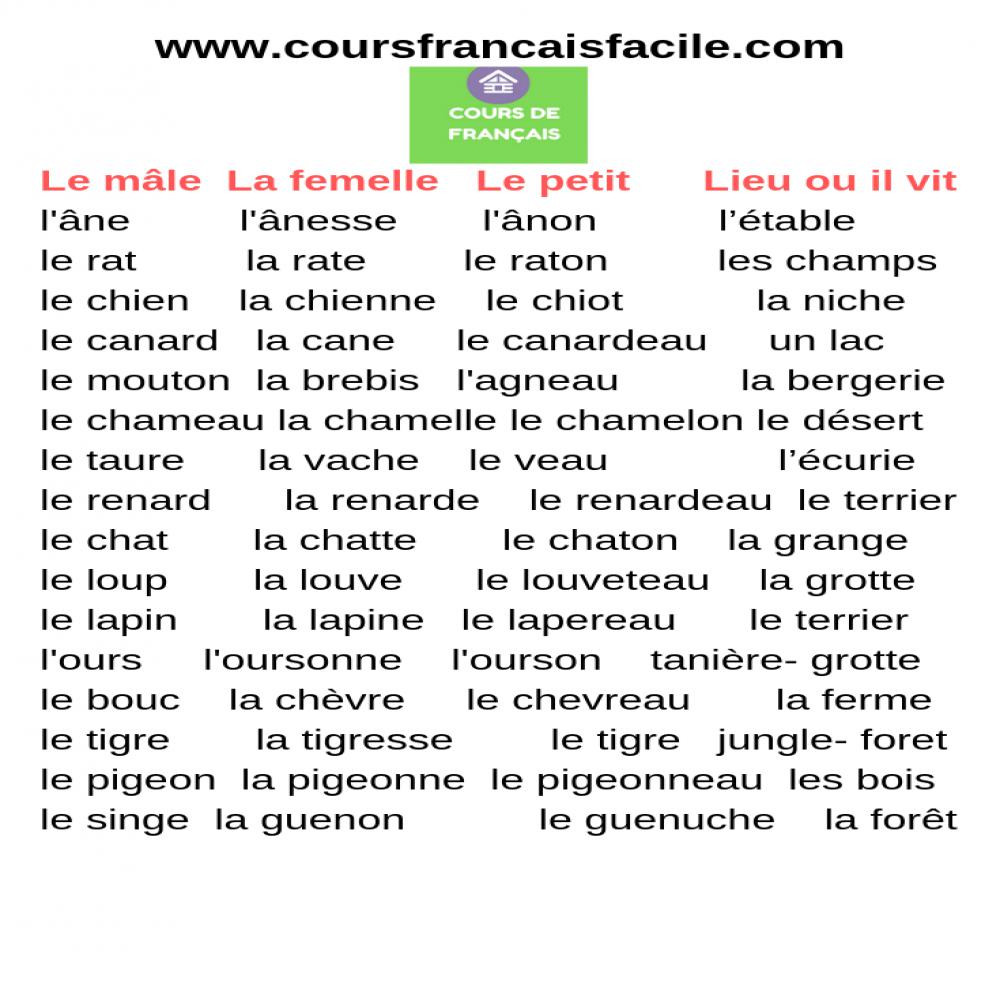 www.coursfrancaisfacile.com
COURS DE
FRANÇAIS
Le mâle La femelle Le petit Lieu ou il vit
l'âne l'ânesse l'ânon l’étable
le rat la rate le raton les champs
le chien la chienne le chiot la niche
le canard la cane le canardeau un lac
le mouton la brebis l'agneau la bergerie
le chameau la chamelle le chamelon le désert
le taure la vache le veau l’écurie
le renard la renarde le renardeau le terrier
le chat la chatte le chaton la grange
le loup la louve le louveteau la grotte
le lapin la lapine le lapereau le terrier
l'ours l'oursonne l'ourson tanière- grotte
le bouc la chèvre le chevreau la ferme
le tigre la tigresse le tigre jungle- foret
le pigeon la pigeonne le pigeonneau les bois
le singe la guenon le guenuche la forêt